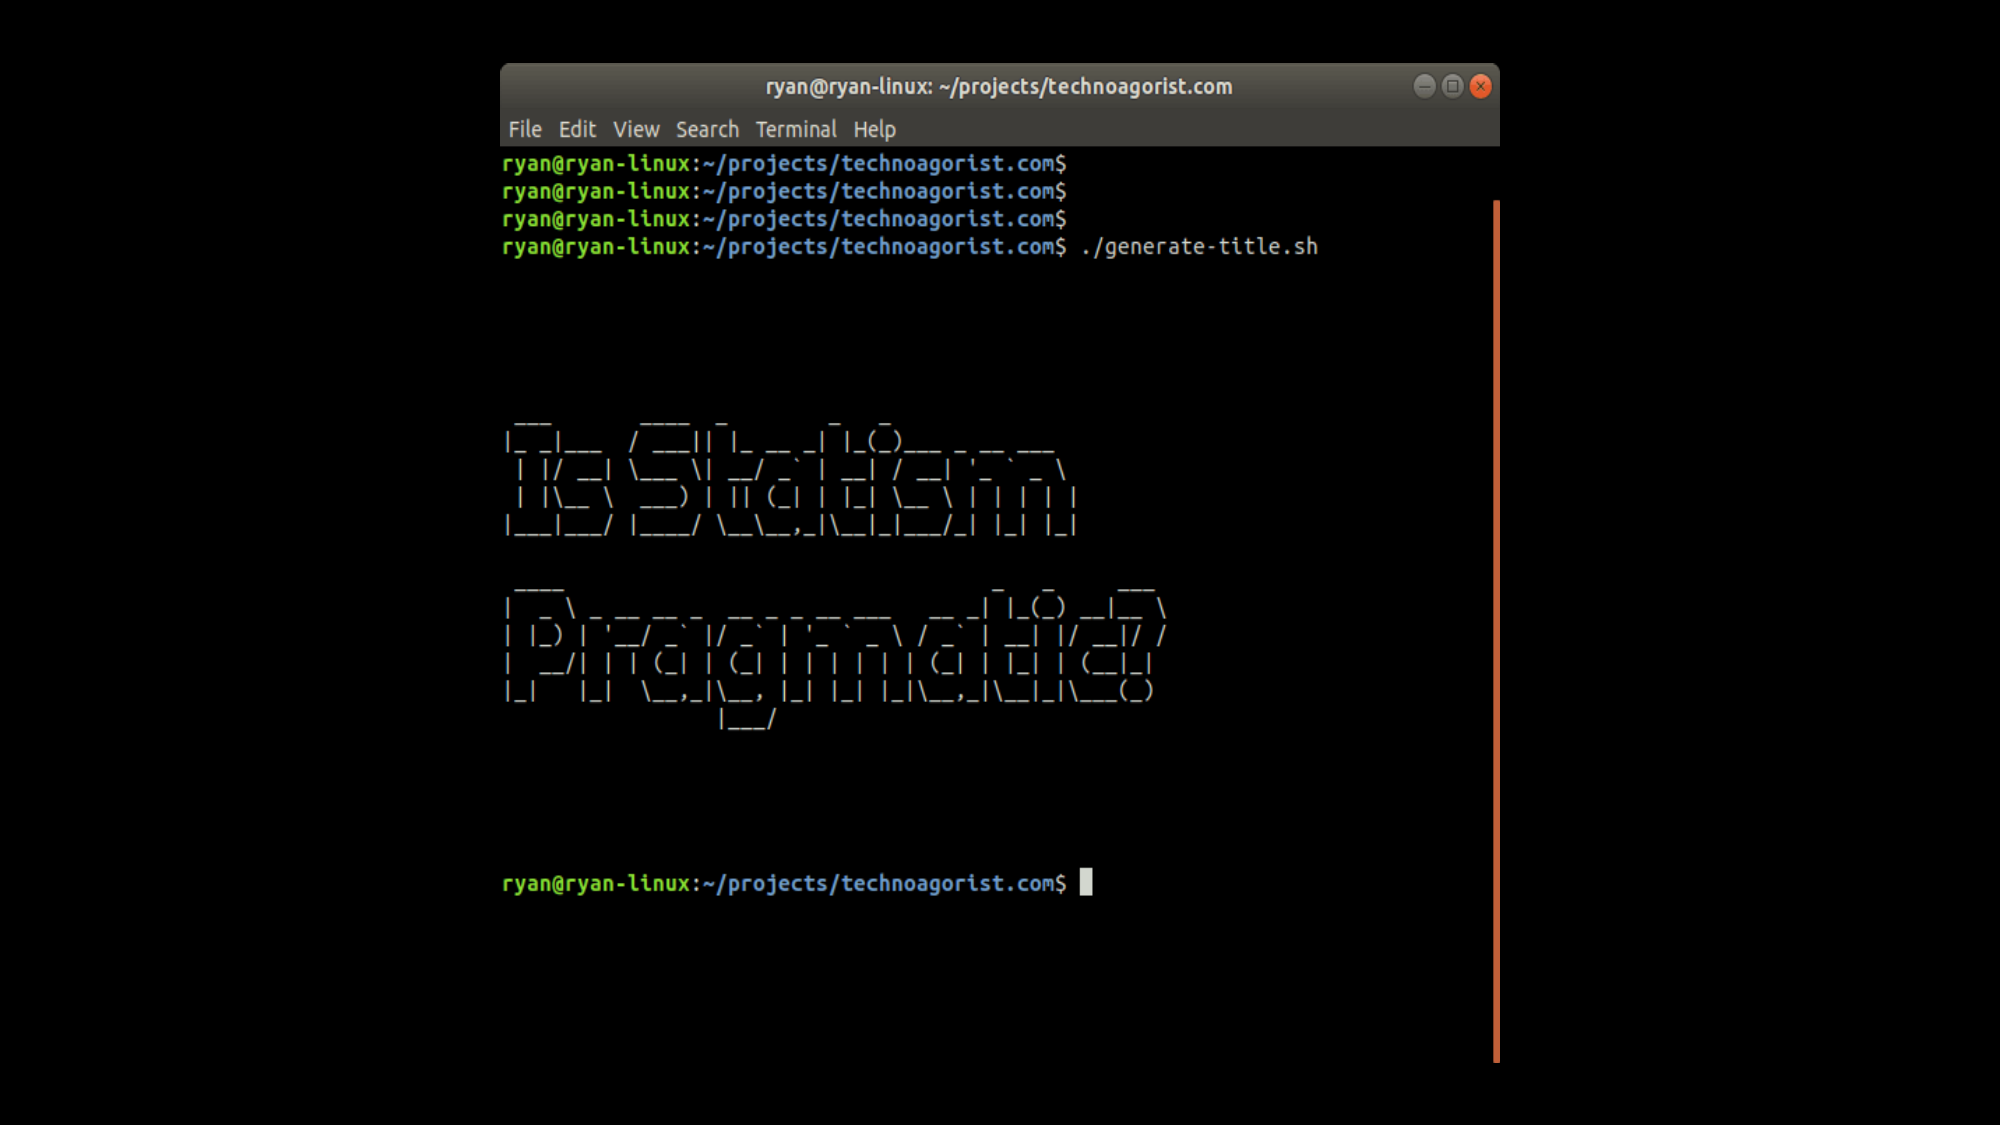 ryan@ryan-linux: ~/projects/technoagorist.com
File Edit View Search Terminal Help
ryan@ryan-linux:~/projects/technoagorist.com$
ryan@ryan-linux:~/projects/technoagorist.com$
ryan@ryan-linux:~/projects/technoagorist.com$
ryan@ryan-linux:~/projects/technoagorist.com$ ./generate-title.sh
Is Statism
Pragmatic?
ryan@ryan-linux:~/projects/technoagorist.com$